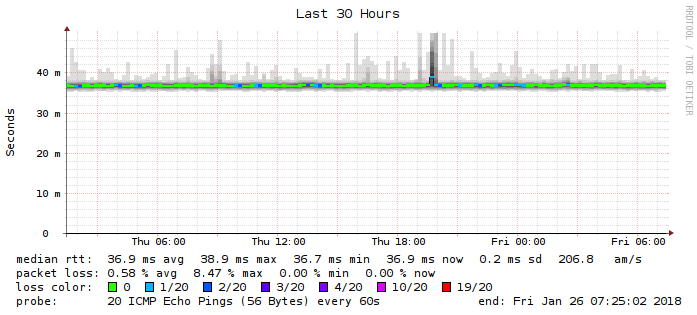 Last 30 Hours
RRDTOOL / TOBI OETIKER
Seconds
40 m
30 m
20 m
10 m
0
Thu 06:00 Thu 12:00 Thu 18:00 Fri 00:00 Fri 06:00
median rtt: 36.9 ms avg 38.9 ms max 36.7 ms min 36.9 ms now 0.2 ms sd 206.8 am/s
packet loss: 0.58 % avg 8.47 % max 0.00 % min 0.00 % now
loss color: 0 1/20 2/20 3/20 4/20 10/20 19/20
probe: 20 ICMP Echo Pings (56 Bytes) every 60s end: Fri Jan 26 07:25:02 2018